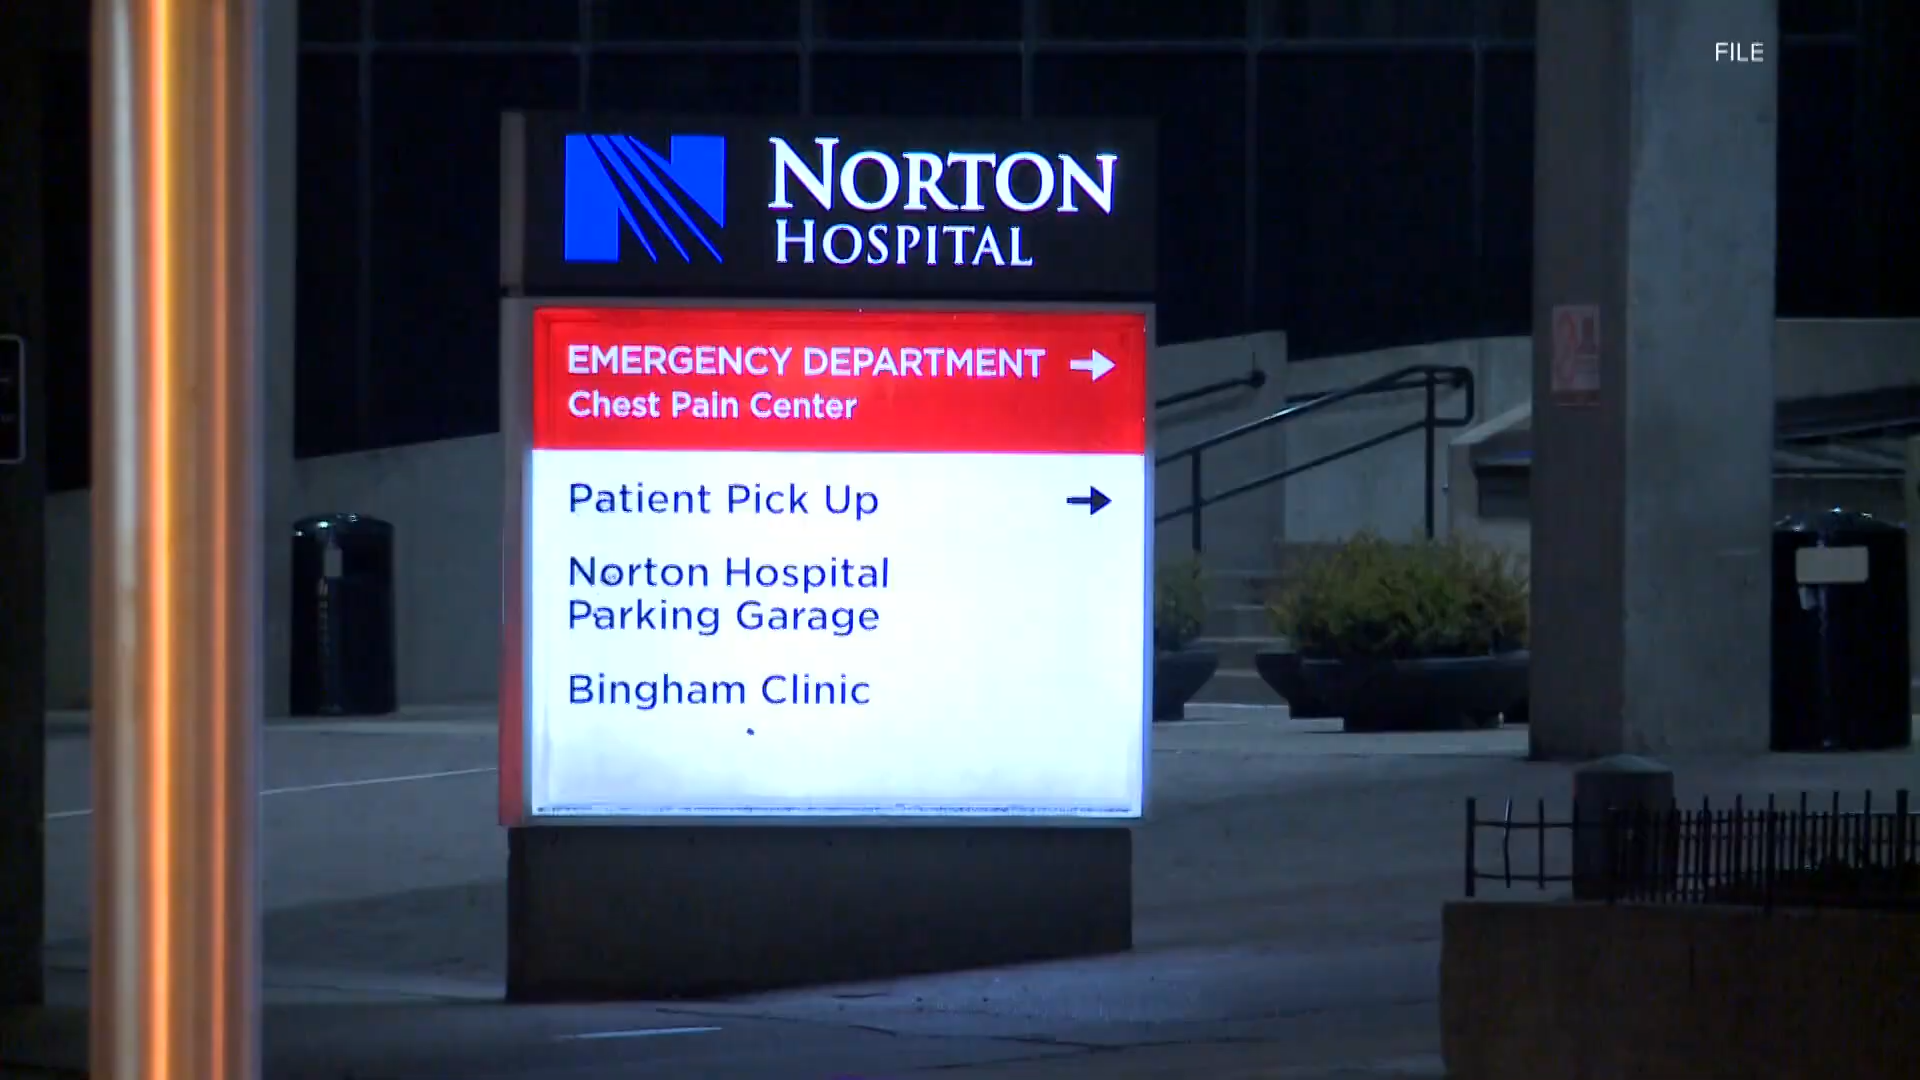 FILE
NORTON
HOSPITAL
EMERGENCY DEPARTMENT →
Chest Pain Center
Patient Pick Up →
Norton Hospital
Parking Garage
Bingham Clinic